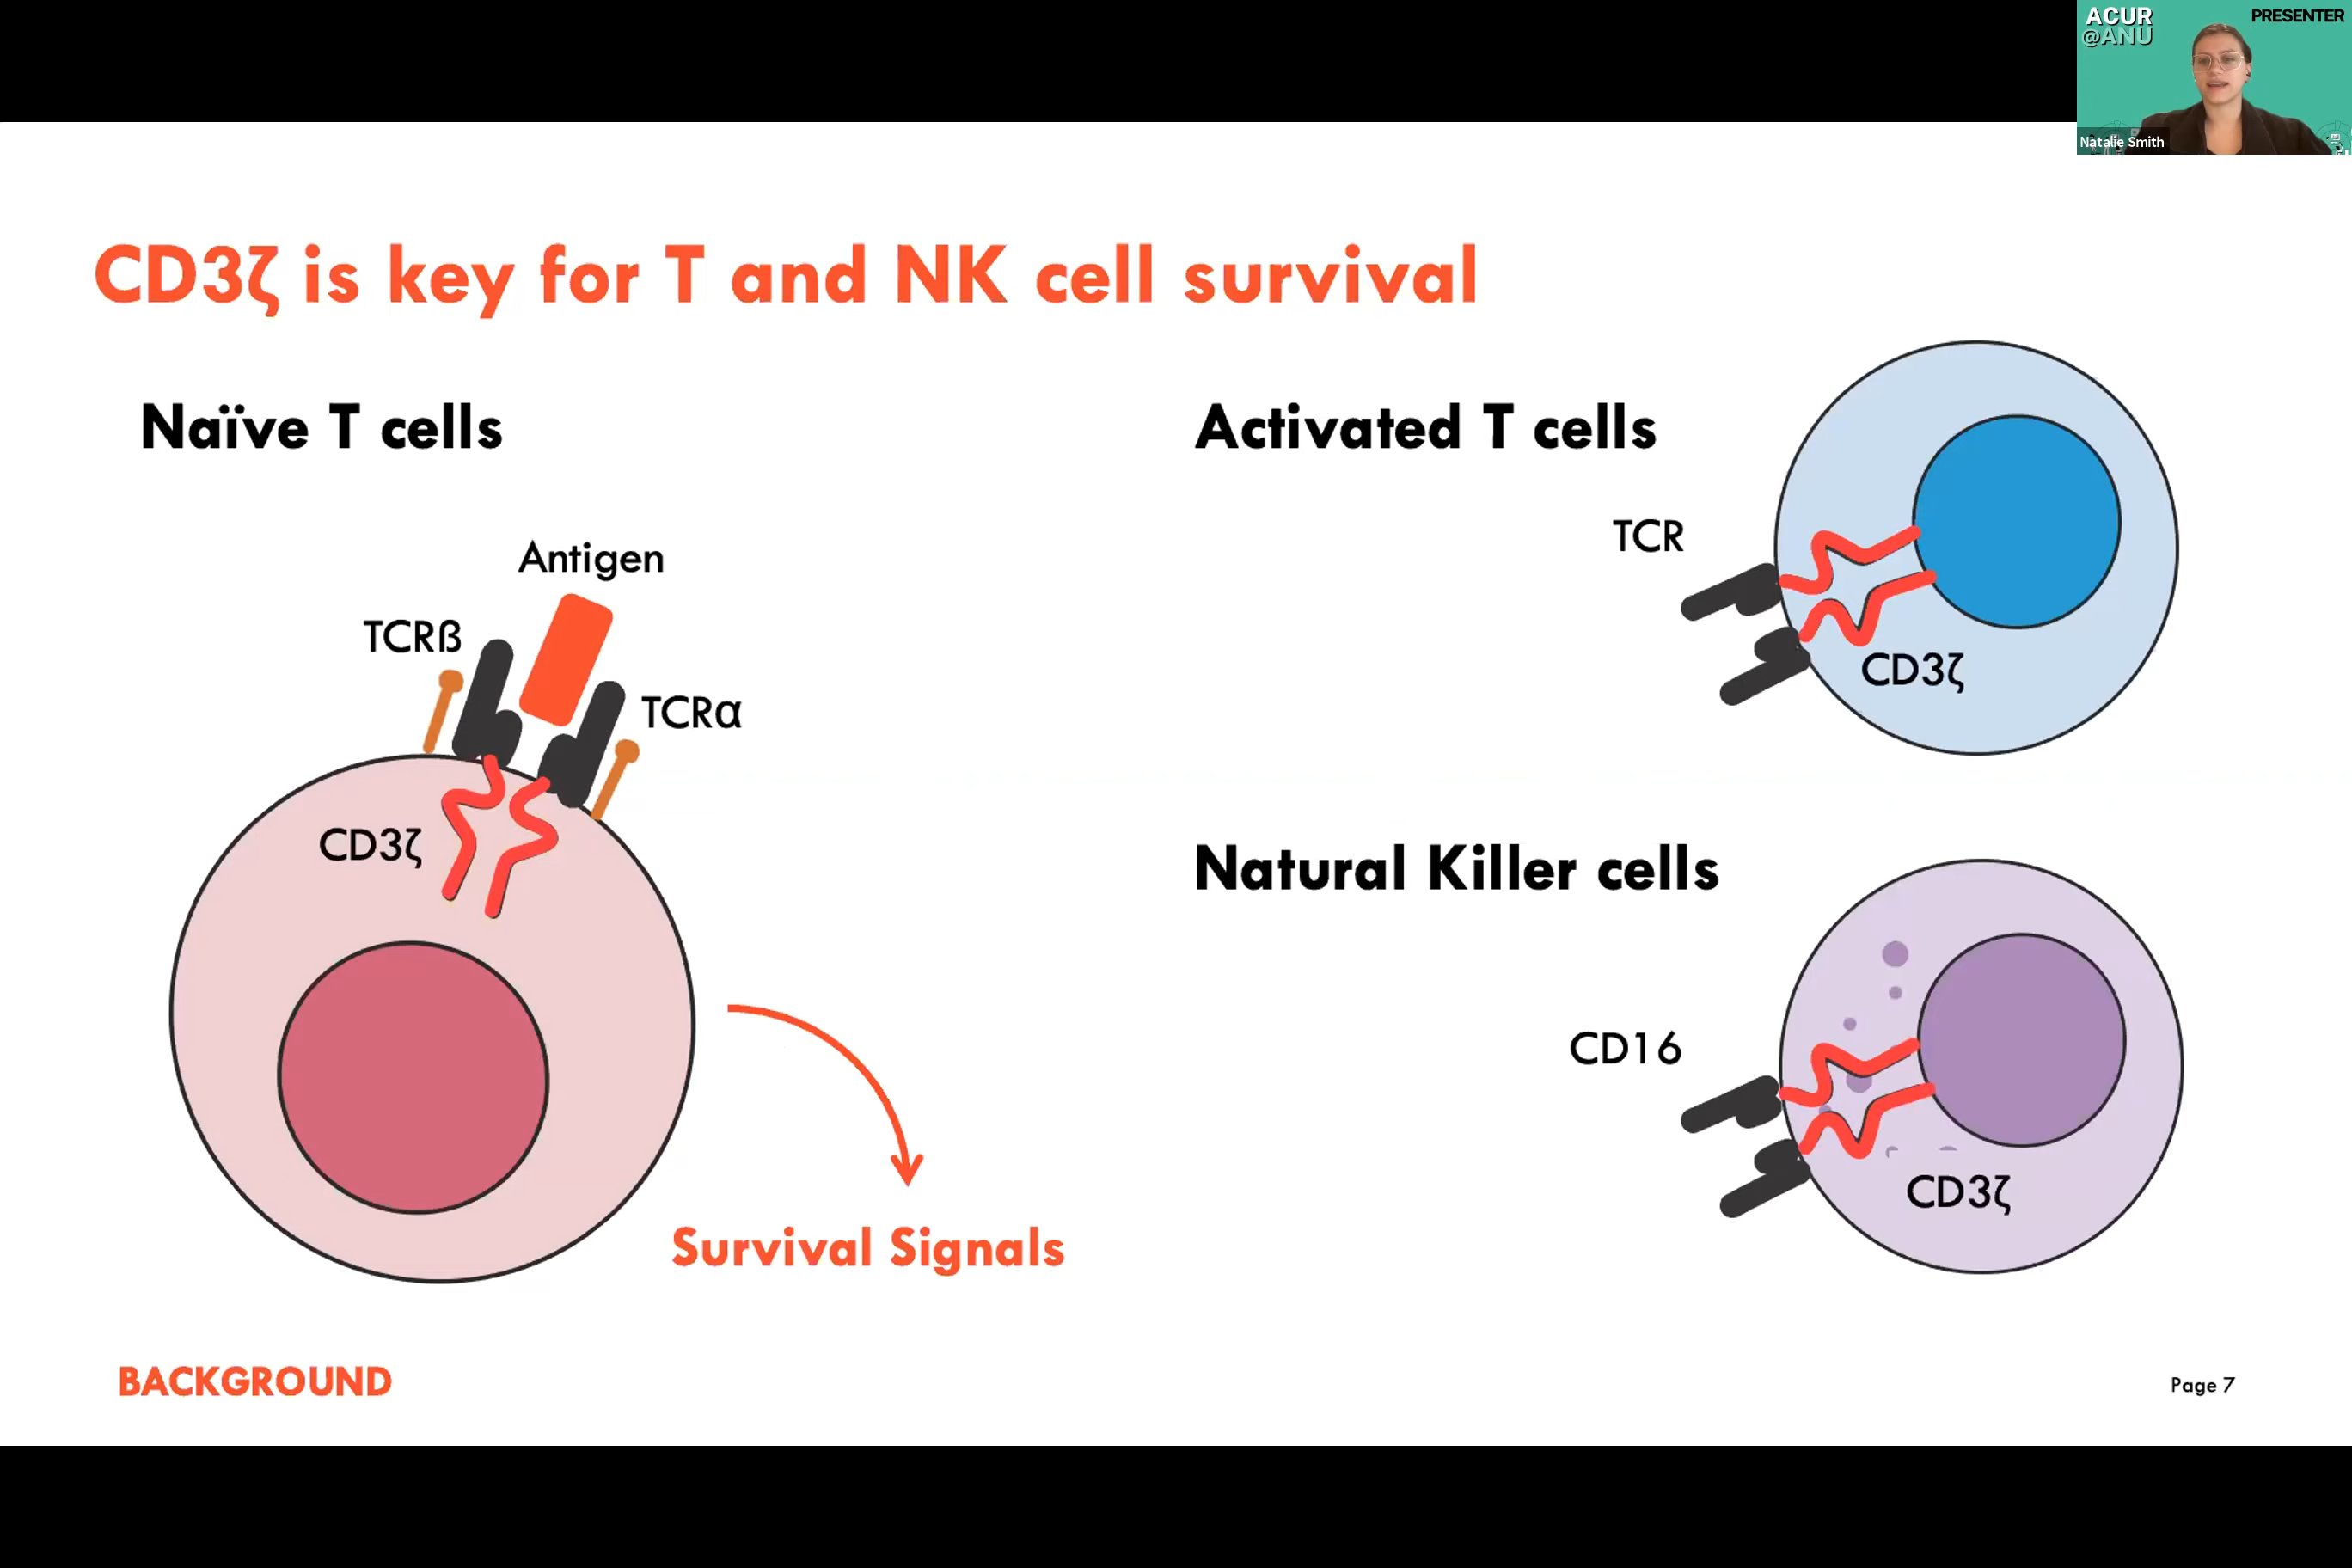 ACUR
@ANU
PRESENTER
Natalie Smith
CD3ζ is key for T and NK cell survival
Naïve T cells
Antigen
TCRß
TCRα
CD3ζ
Survival Signals
Activated T cells
TCR
CD3ζ
Natural Killer cells
CD16
CD3ζ
BACKGROUND
Page 7